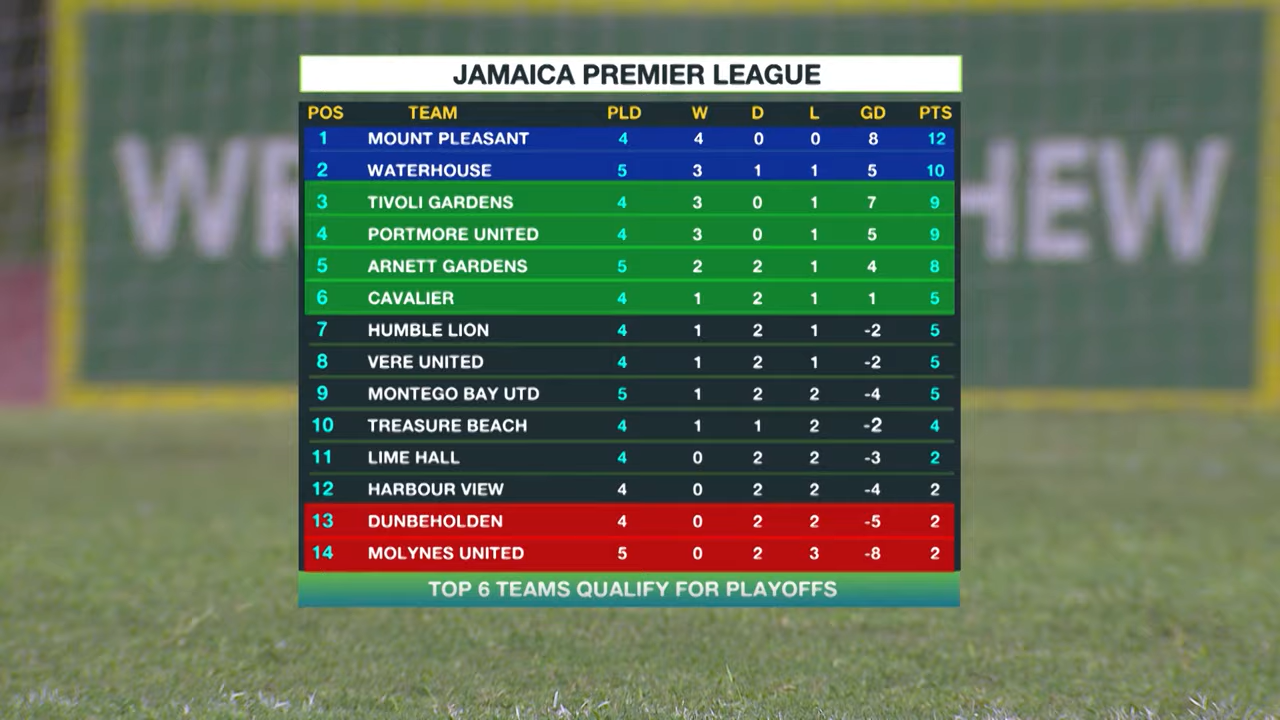 JAMAICA PREMIER LEAGUE
POS TEAM PLD W D L GD PTS
1 MOUNT PLEASANT 4 4 0 0 8 12
2 WATERHOUSE 5 3 1 1 5 10
3 TIVOLI GARDENS 4 3 0 1 7 9
4 PORTMORE UNITED 4 3 0 1 5 9
5 ARNETT GARDENS 5 2 2 1 4 8
6 CAVALIER 4 1 2 1 1 5
7 HUMBLE LION 4 1 2 1 -2 5
8 VERE UNITED 4 1 2 1 -2 5
9 MONTEGO BAY UTD 5 1 2 2 -4 5
10 TREASURE BEACH 4 1 1 2 -2 4
11 LIME HALL 4 0 2 2 -3 2
12 HARBOUR VIEW 4 0 2 2 -4 2
13 DUNBEHOLDEN 4 0 2 2 -5 2
14 MOLYNES UNITED 5 0 2 3 -8 2
TOP 6 TEAMS QUALIFY FOR PLAYOFFS